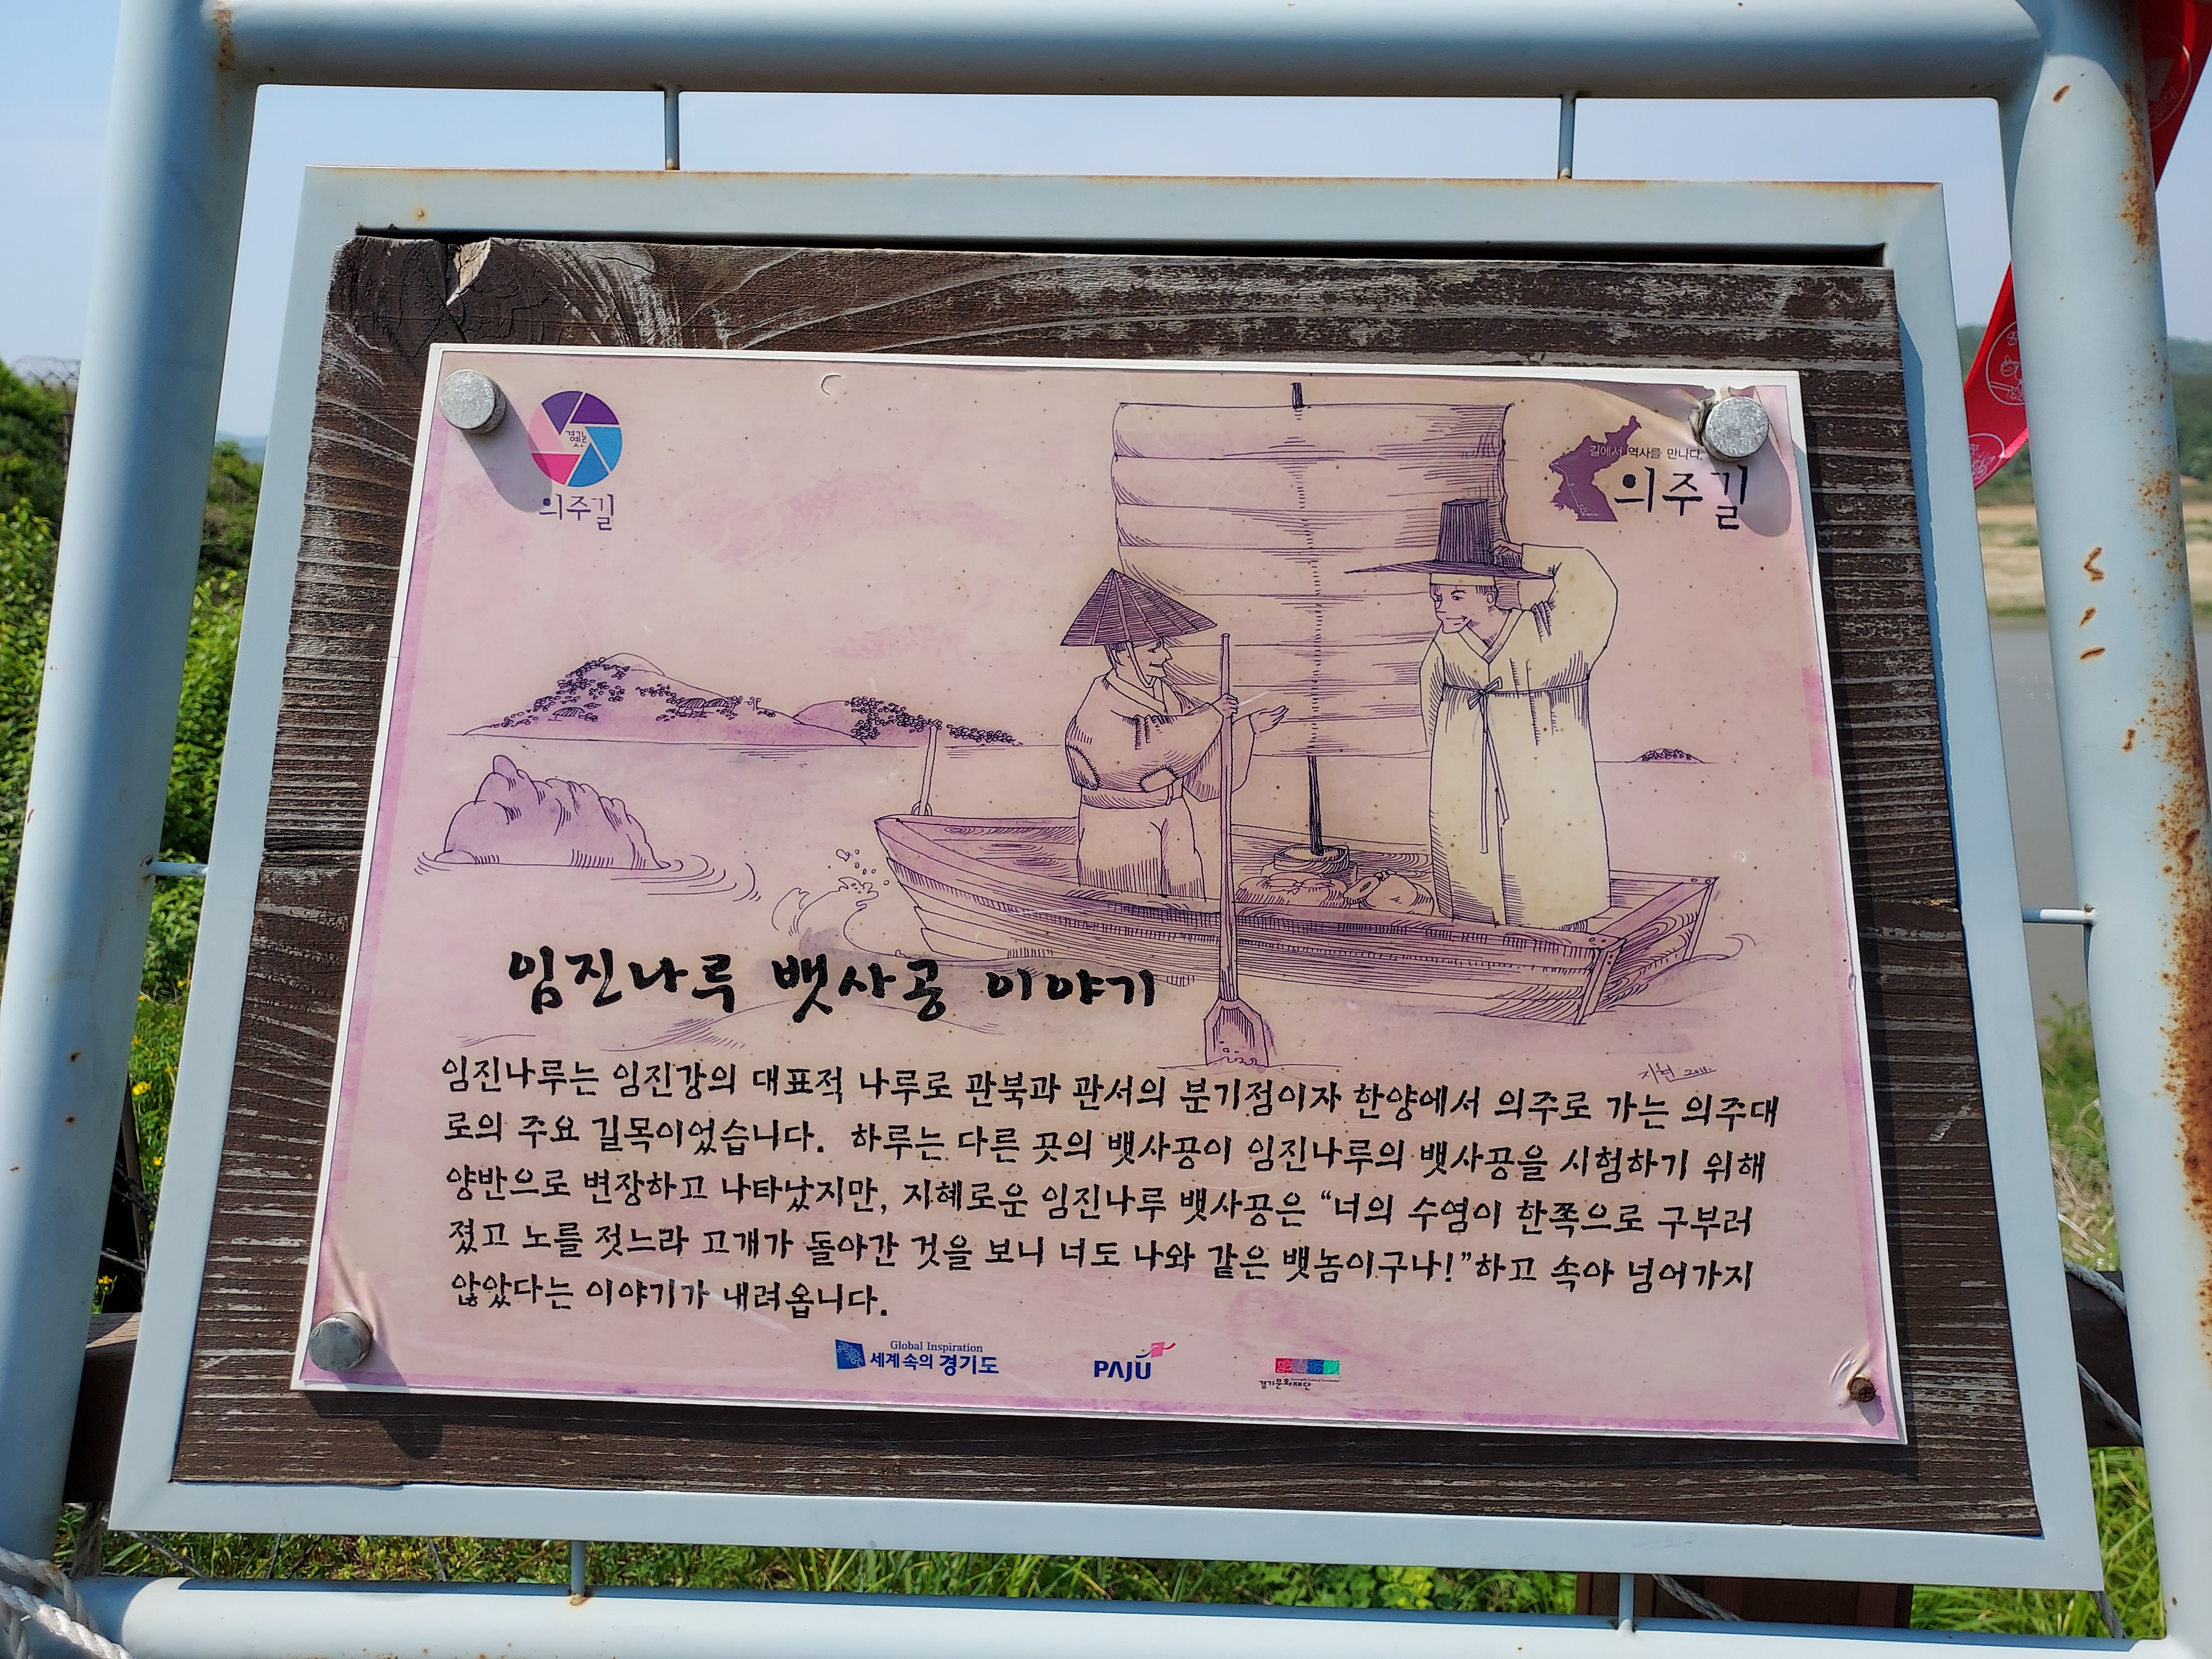 옛길
의주길
길에서 역사를 만나다.
의주길
임진나루 뱃사공 이야기
지현 2015.
임진나루는 임진강의 대표적 나루로 관북과 관서의 분기점이자 한양에서 의주로 가는 의주대
로의 주요 길목이었습니다. 하루는 다른 곳의 뱃사공이 임진나루의 뱃사공을 시험하기 위해
양반으로 변장하고 나타났지만, 지혜로운 임진나루 뱃사공은 “너의 수염이 한쪽으로 구부러
졌고 노를 젓느라 고개가 돌아간 것을 보니 너도 나와 같은 뱃놈이구나!”하고 속아 넘어가지
않았다는 이야기가 내려옵니다.
Global Inspiration
세계 속의 경기도
PAJU
경기문화재단